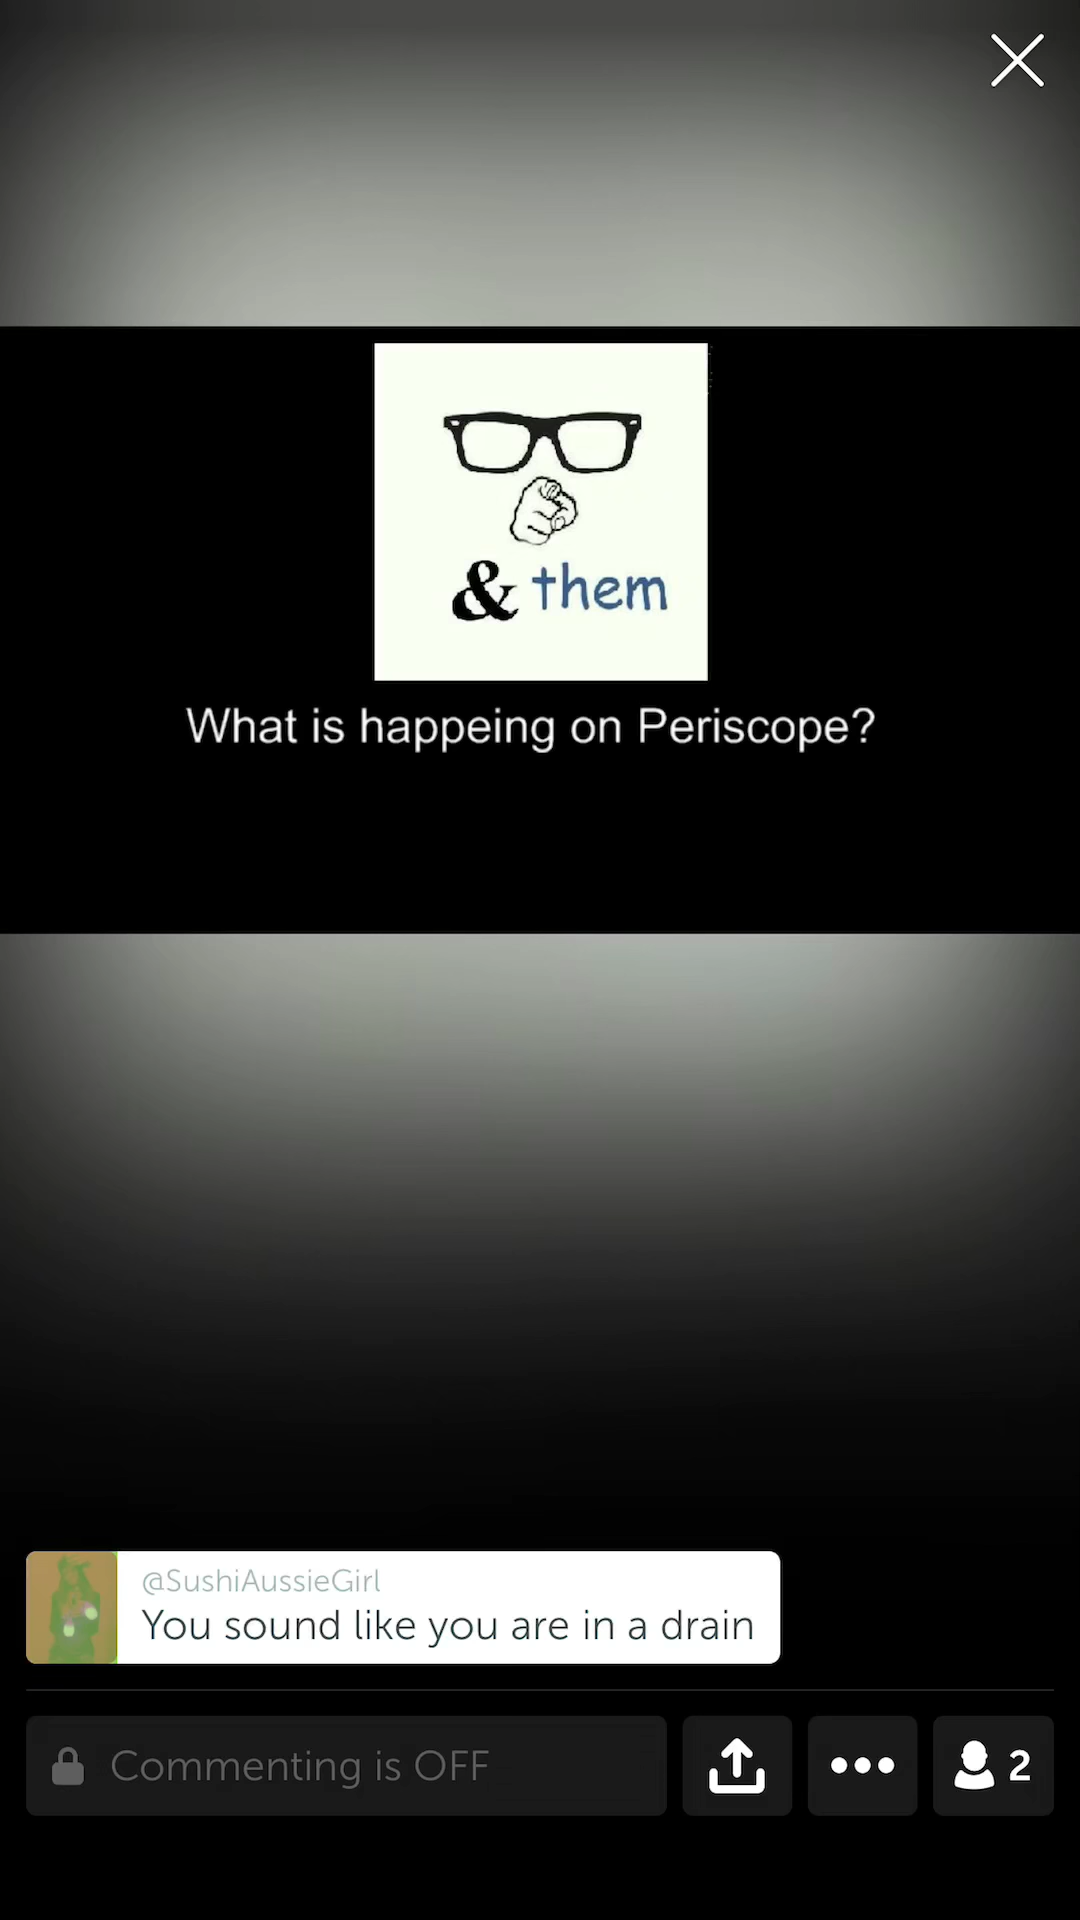 & them
What is happeing on Periscope?
@SushiAussieGirl
You sound like you are in a drain
Commenting is OFF
2